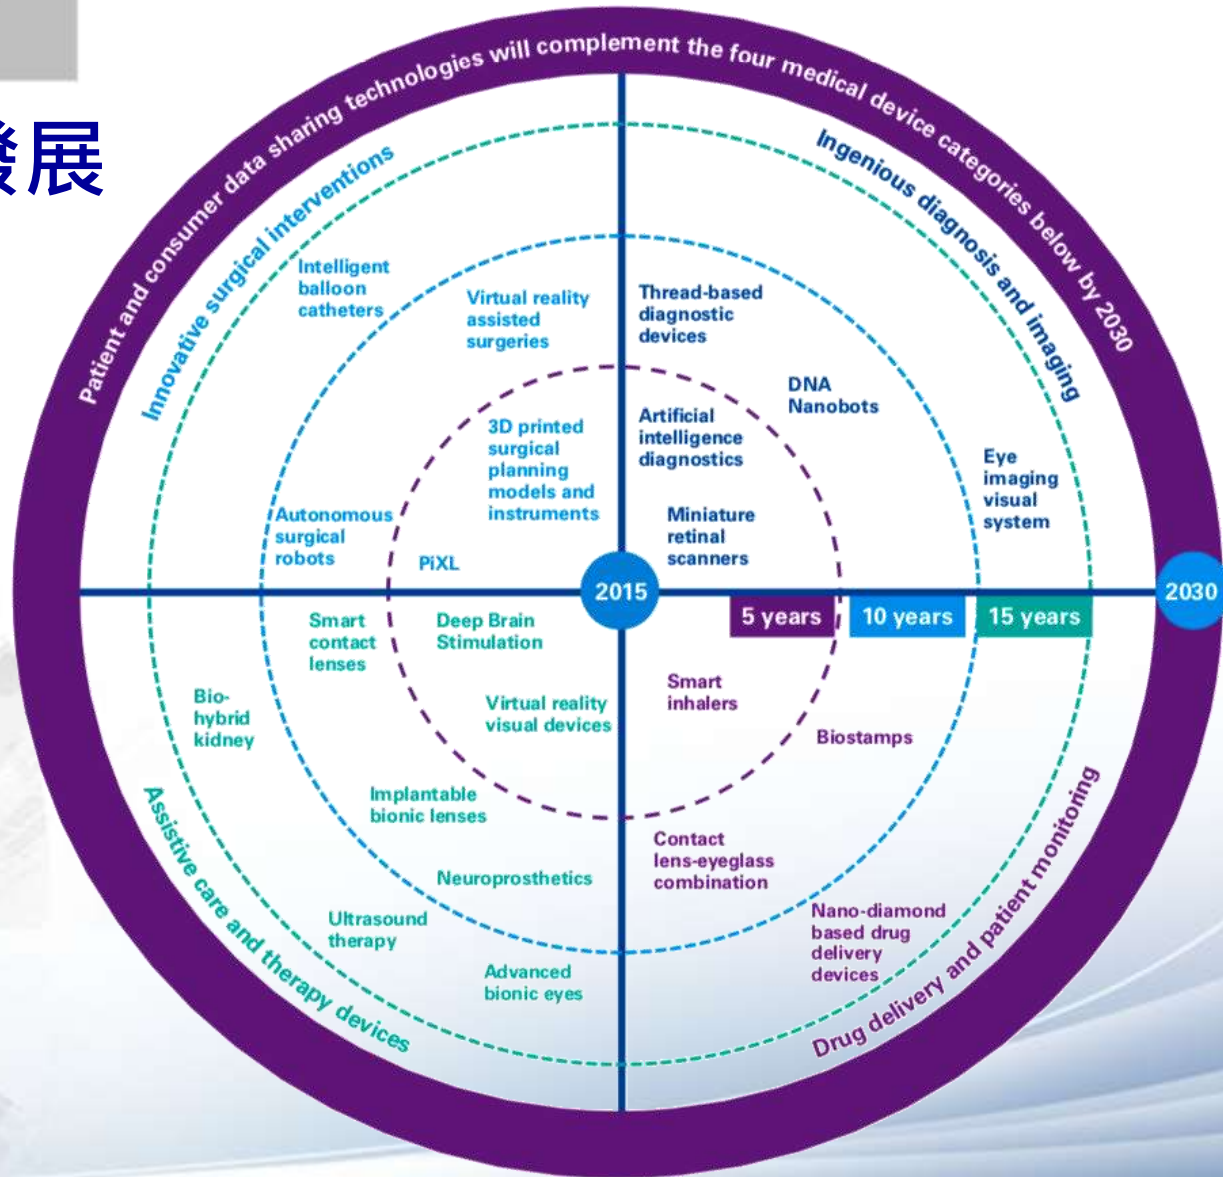 發展
Patient and consumer data sharing technologies will complement the four medical device categories below by 2030
Innovative surgical interventions
Intelligent
balloon
catheters
Virtual reality
assisted
surgeries
3D printed
surgical
planning
models and
instruments
Autonomous
surgical
robots
PiXL
Ingenious diagnosis and imaging
Thread-based
diagnostic
devices
DNA
Nanobots
Artificial
intelligence
diagnostics
Eye
imaging
visual
system
Miniature
retinal
scanners
2015
2030
5 years
10 years
15 years
Smart
contact
lenses
Deep Brain
Stimulation
Bio-
hybrid
kidney
Virtual reality
visual devices
Implantable
bionic lenses
Neuroprosthetics
Ultrasound
therapy
Advanced
bionic eyes
Assistive care and therapy devices
Smart
inhalers
Biostamps
Contact
lens-eyeglass
combination
Nano-diamond
based drug
delivery
devices
Drug delivery and patient monitoring